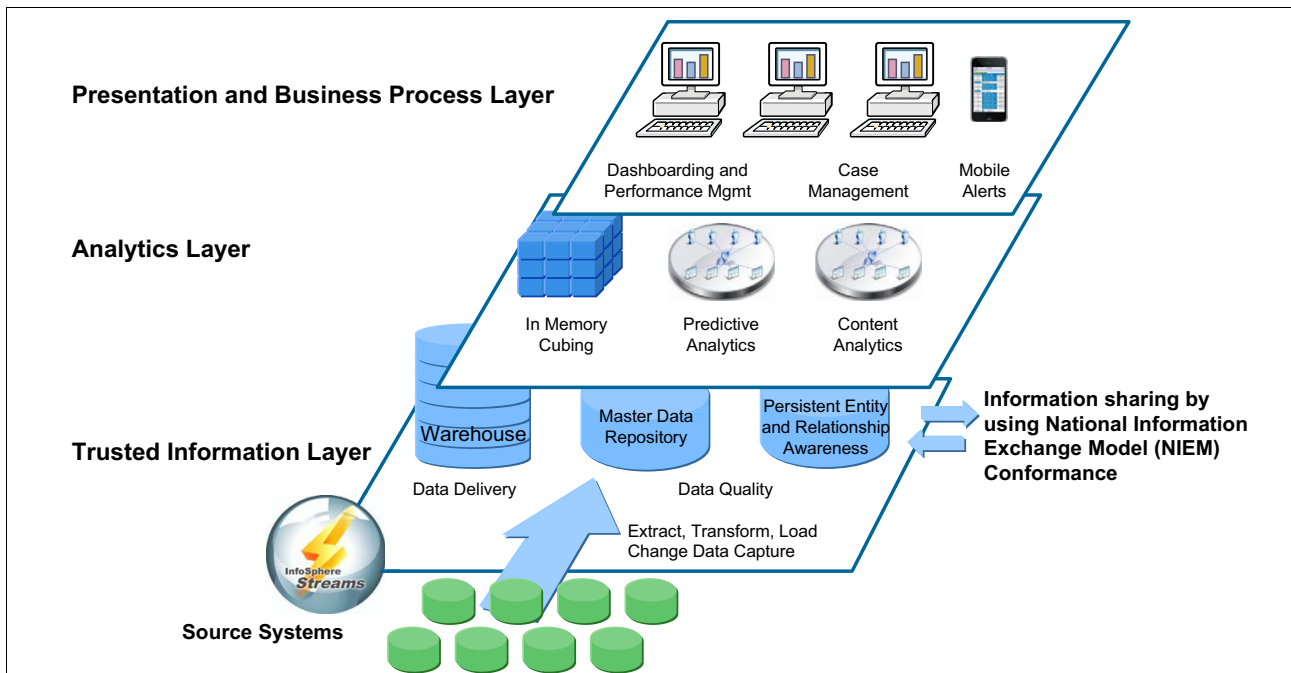 Presentation and Business Process Layer
Dashboarding and
Performance Mgmt
Case
Management
Mobile
Alerts
Analytics Layer
In Memory
Cubing
Predictive
Analytics
Content
Analytics
Trusted Information Layer
Warehouse
Master Data
Repository
Persistent Entity
and Relationship
Awareness
Information sharing by
using National Information
Exchange Model (NIEM)
Conformance
Data Delivery
Data Quality
Extract, Transform, Load
Change Data Capture
InfoSphere
Streams
Source Systems